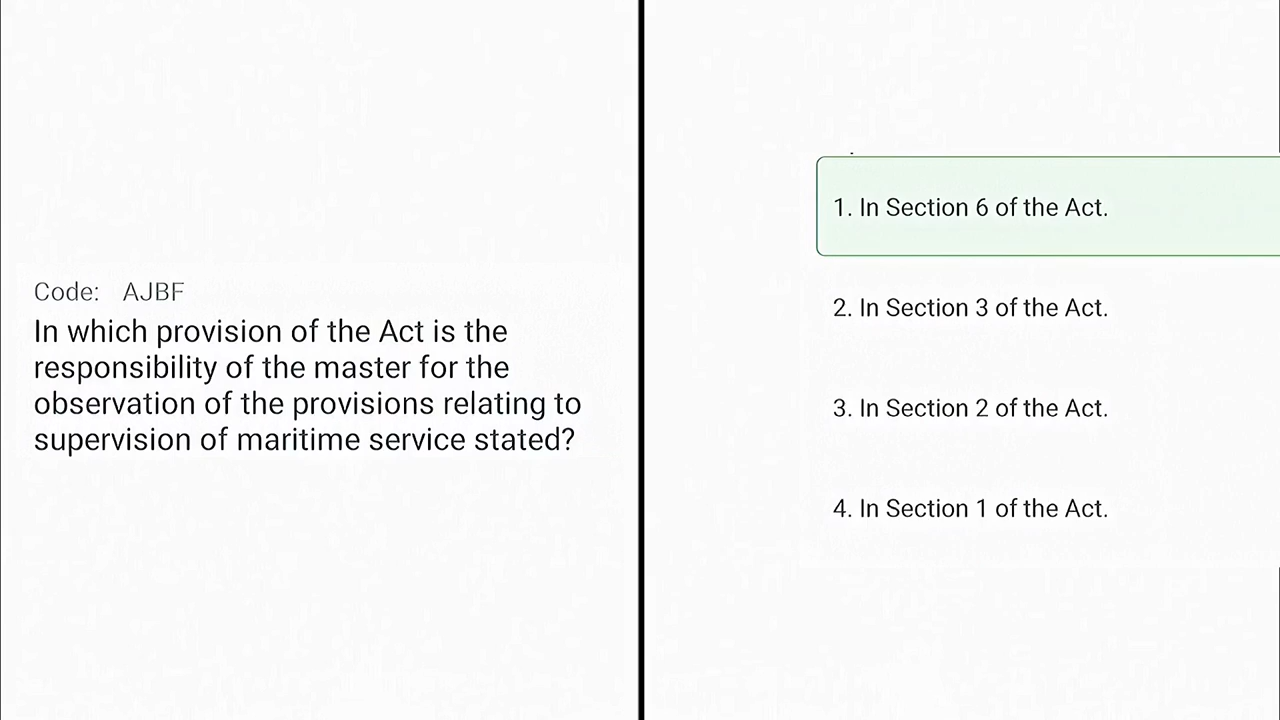 Code: AJBF
In which provision of the Act is the
responsibility of the master for the
observation of the provisions relating to
supervision of maritime service stated?
1. In Section 6 of the Act.
2. In Section 3 of the Act.
3. In Section 2 of the Act.
4. In Section 1 of the Act.